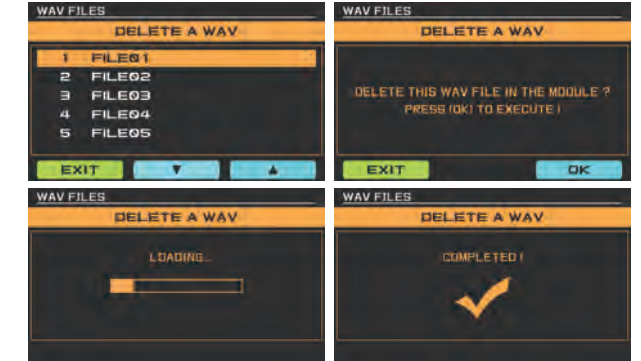 WAV FILES
DELETE A WAV
1 FILE01
2 FILE02
3 FILE03
4 FILE04
5 FILE05
EXIT ▼ ▲
WAV FILES
DELETE A WAV
DELETE THIS WAV FILE IN THE MODULE ?
PRESS [OK] TO EXECUTE !
EXIT OK
WAV FILES
DELETE A WAV
LOADING...
WAV FILES
DELETE A WAV
COMPLETED !